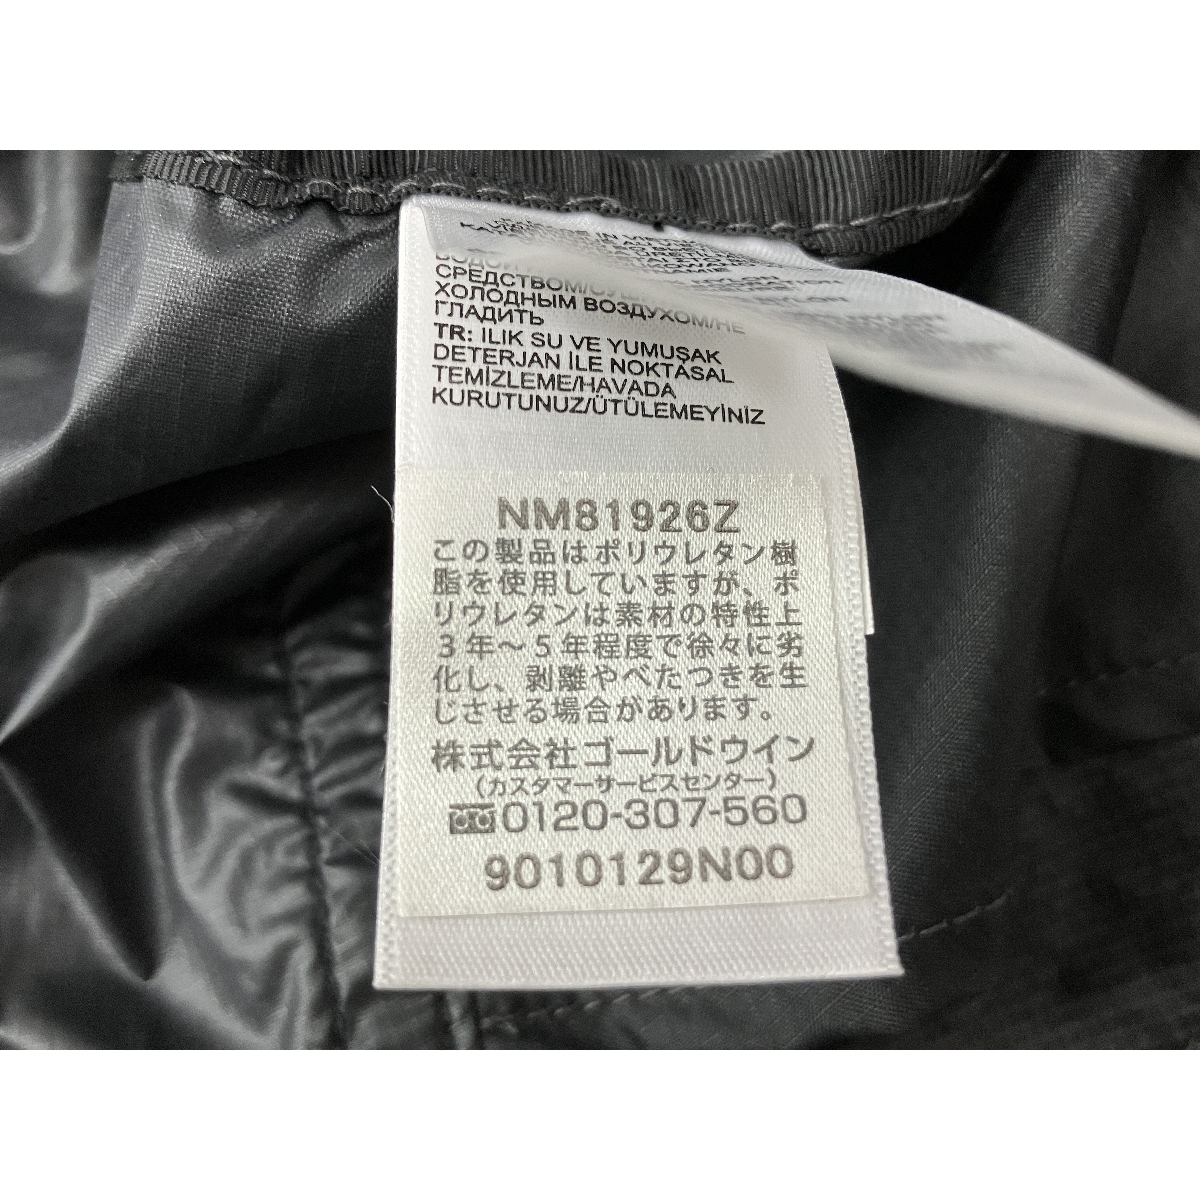 СРЕДСТВОМ/
ХОЛОДНЫМ ВОЗДУХОМ/НЕ
ГЛАДИТЬ
TR: ILIK SU VE YUMUŞAK
DETERJAN İLE NOKTASAL
TEMİZLEME/HAVADA
KURUTUNUZ/ÜTÜLEMEYİNİZ
NM81926Z
この製品はポリウレタン樹
脂を使用していますが、ポ
リウレタンは素材の特性上
3年～5年程度で徐々に劣
化し、剥離やべたつきを生
じさせる場合があります。
株式会社ゴールドウイン
(カスタマーサービスセンター)
0120-307-560
9010129N00